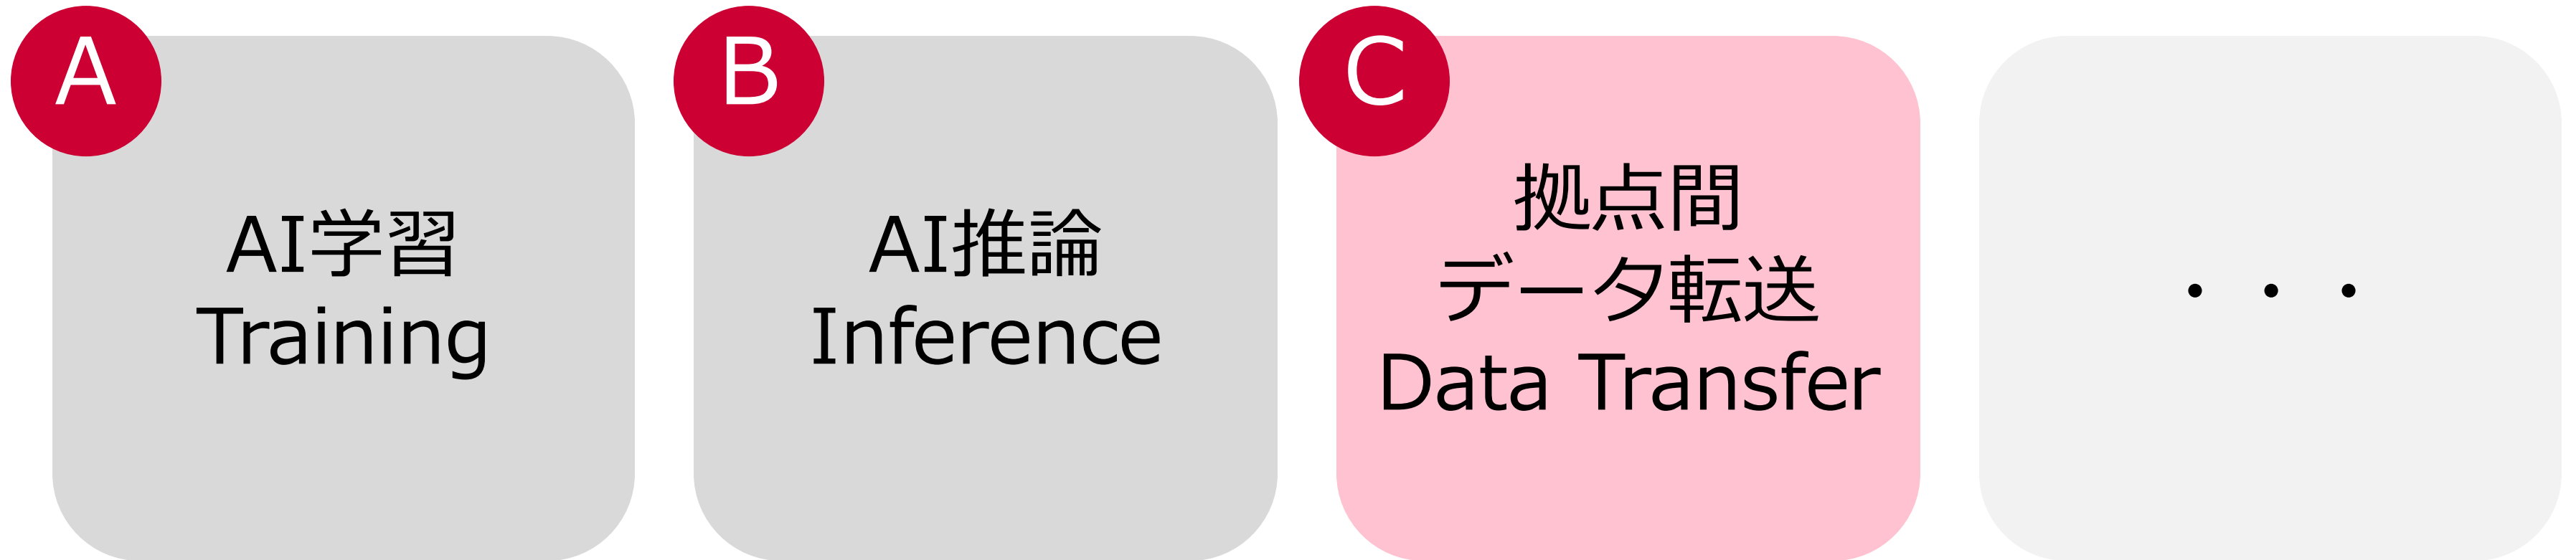 A
AI学習
Training
B
AI推論
Inference
C
拠点間
データ転送
Data Transfer
・・・